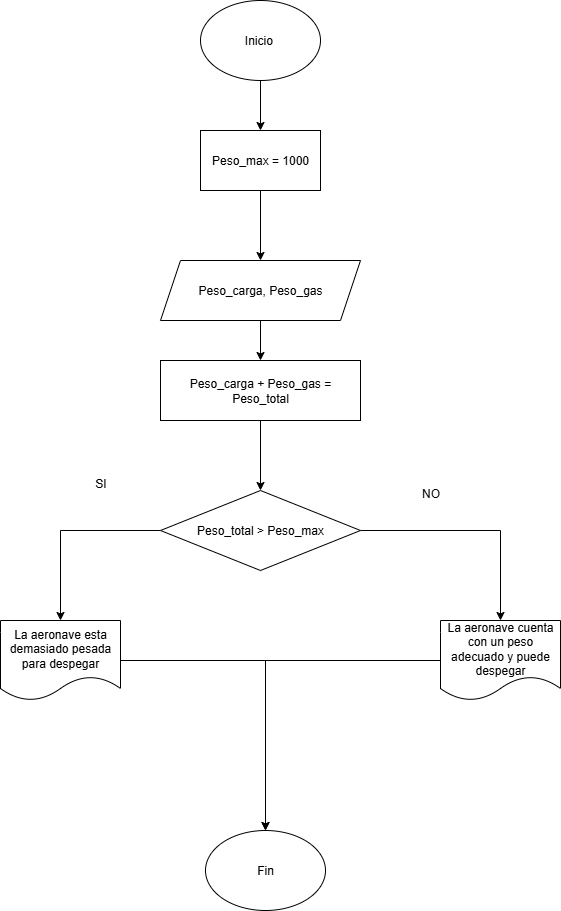 Inicio
Peso_max = 1000
Peso_carga, Peso_gas
Peso_carga + Peso_gas =
Peso_total
SI
NO
Peso_total > Peso_max
La aeronave esta
demasiado pesada
para despegar
La aeronave cuenta
con un peso
adecuado y puede
despegar
Fin